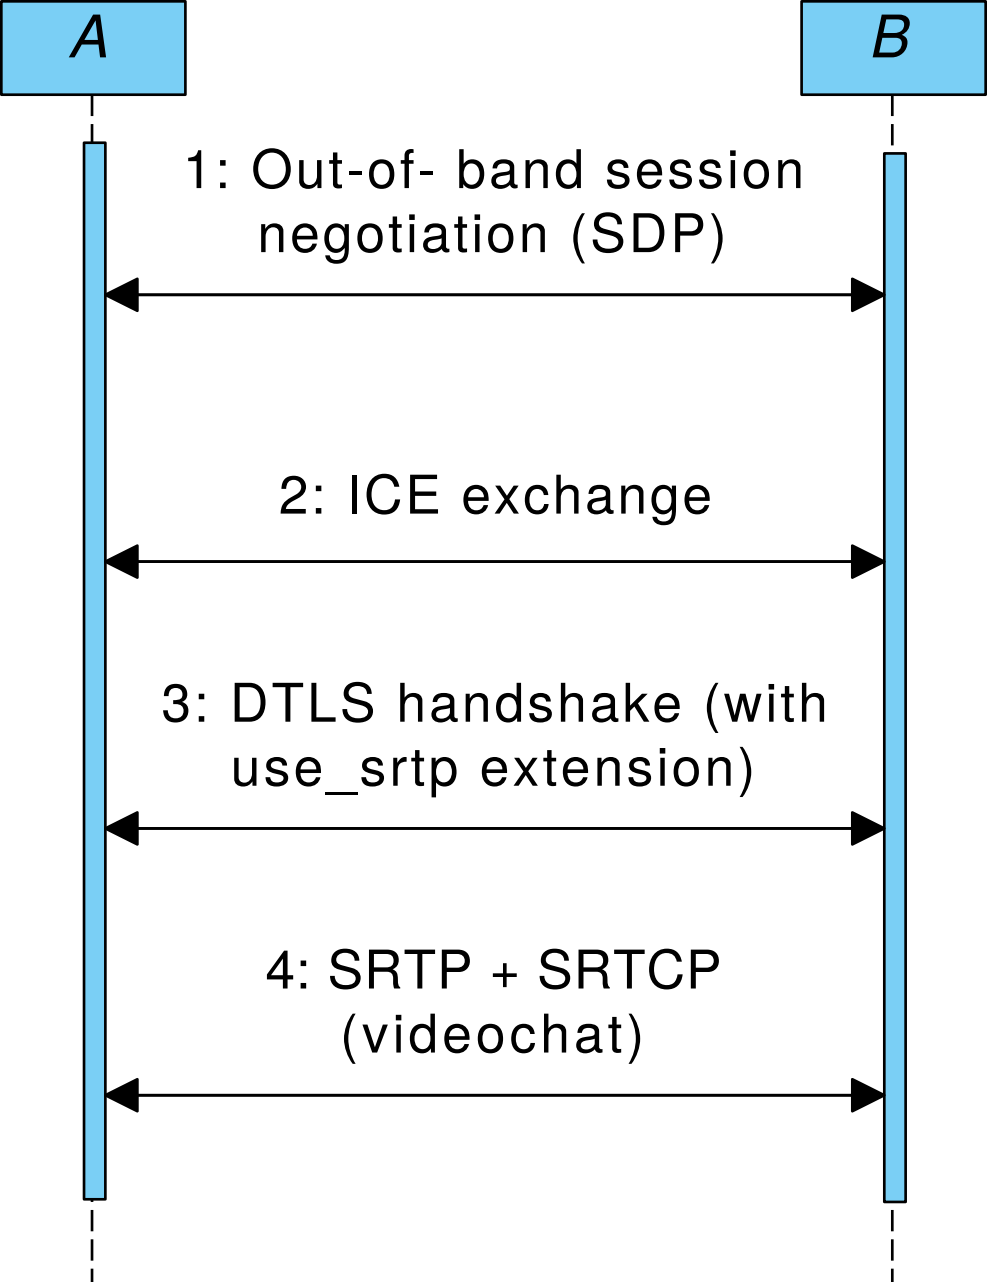 A
B
1: Out-of- band session
negotiation (SDP)
2: ICE exchange
3: DTLS handshake (with
use_srtp extension)
4: SRTP + SRTCP
(videochat)